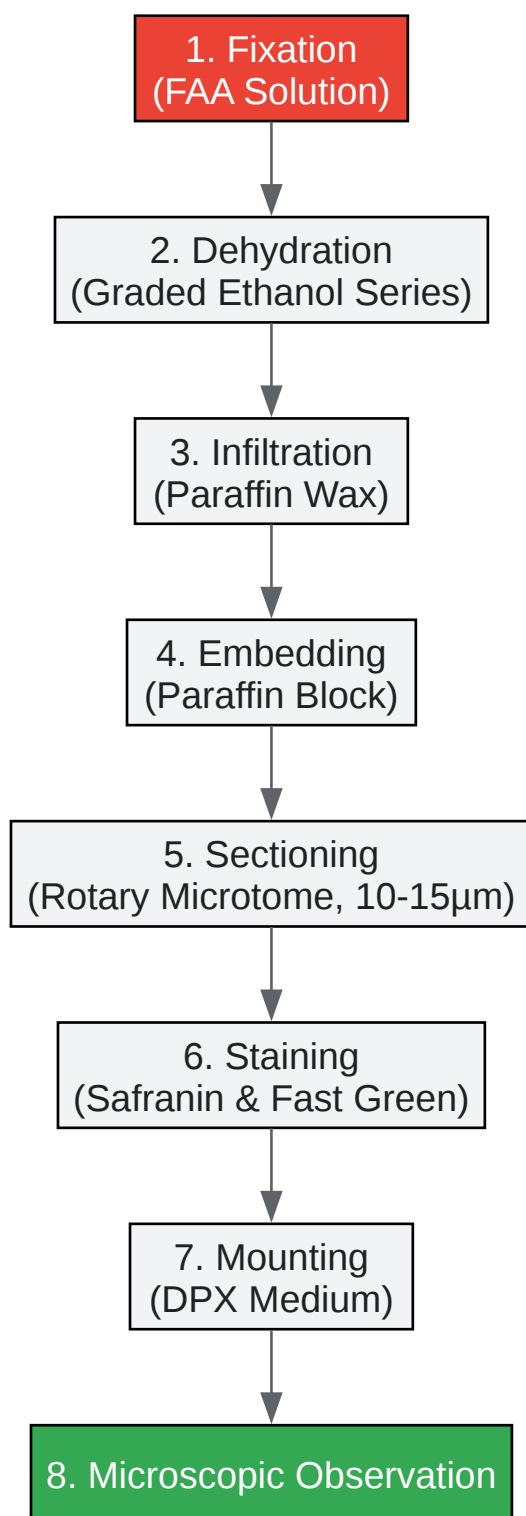 1. Fixation
(FAA Solution)
2. Dehydration
(Graded Ethanol Series)
3. Infiltration
(Paraffin Wax)
4. Embedding
(Paraffin Block)
5. Sectioning
(Rotary Microtome, 10-15µm)
6. Staining
(Safranin & Fast Green)
7. Mounting
(DPX Medium)
8. Microscopic Observation